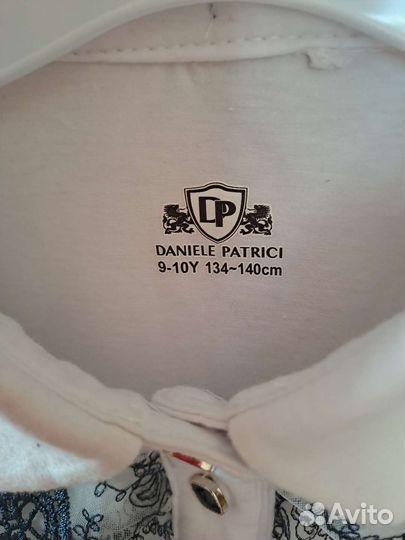 DP
DANIELE PATRICI
9-10Y 134~140cm
Avito